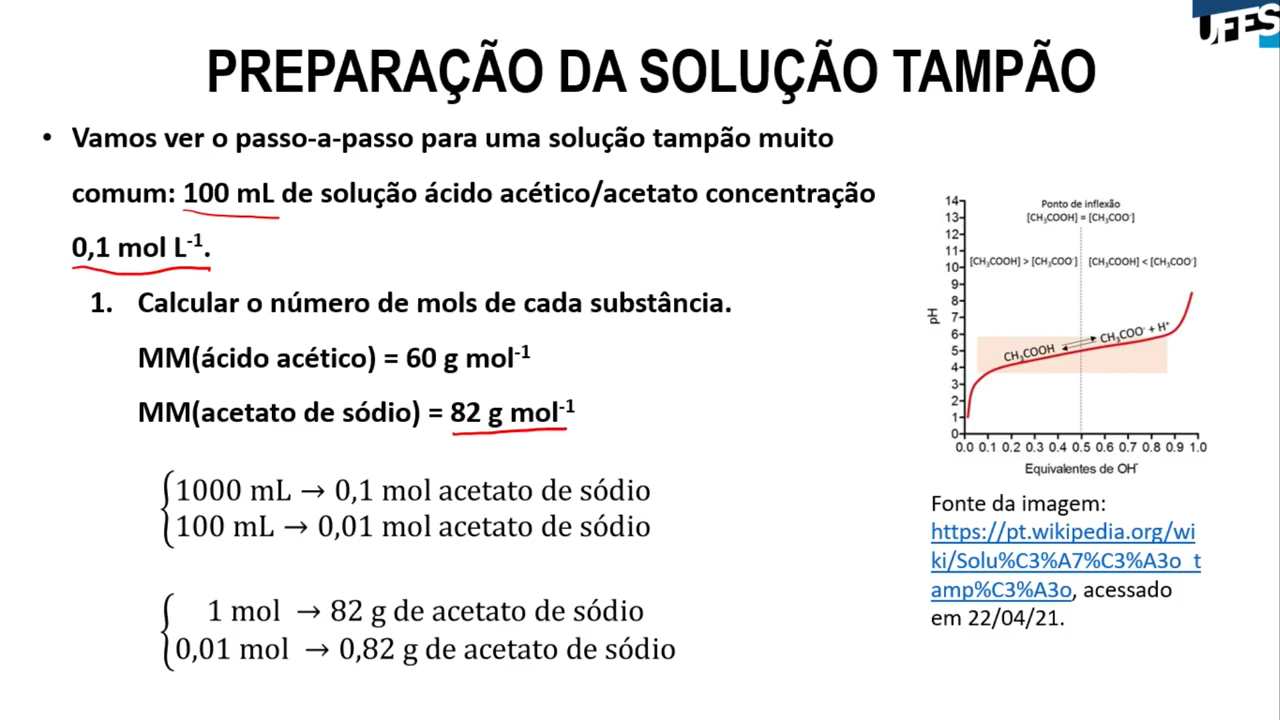 UFES
PREPARAÇÃO DA SOLUÇÃO TAMPÃO
• Vamos ver o passo-a-passo para uma solução tampão muito
comum: 100 mL de solução ácido acético/acetato concentração
0,1 mol L⁻¹.
1. Calcular o número de mols de cada substância.
MM(ácido acético) = 60 g mol⁻¹
MM(acetato de sódio) = 82 g mol⁻¹
1000 mL → 0,1 mol acetato de sódio
100 mL → 0,01 mol acetato de sódio
1 mol → 82 g de acetato de sódio
0,01 mol → 0,82 g de acetato de sódio
Ponto de inflexão
[CH₃COOH] = [CH₃COO⁻]
[CH₃COOH] > [CH₃COO⁻] [CH₃COOH] < [CH₃COO⁻]
14
13
12
11
10
9
8
7
6
5
4
3
2
1
0
pH
CH₃COOH ⇌ CH₃COO⁻ + H⁺
0.0 0.1 0.2 0.3 0.4 0.5 0.6 0.7 0.8 0.9 1.0
Equivalentes de OH⁻
Fonte da imagem:
https://pt.wikipedia.org/wi
ki/Solu%C3%A7%C3%A3o_t
amp%C3%A3o, acessado
em 22/04/21.